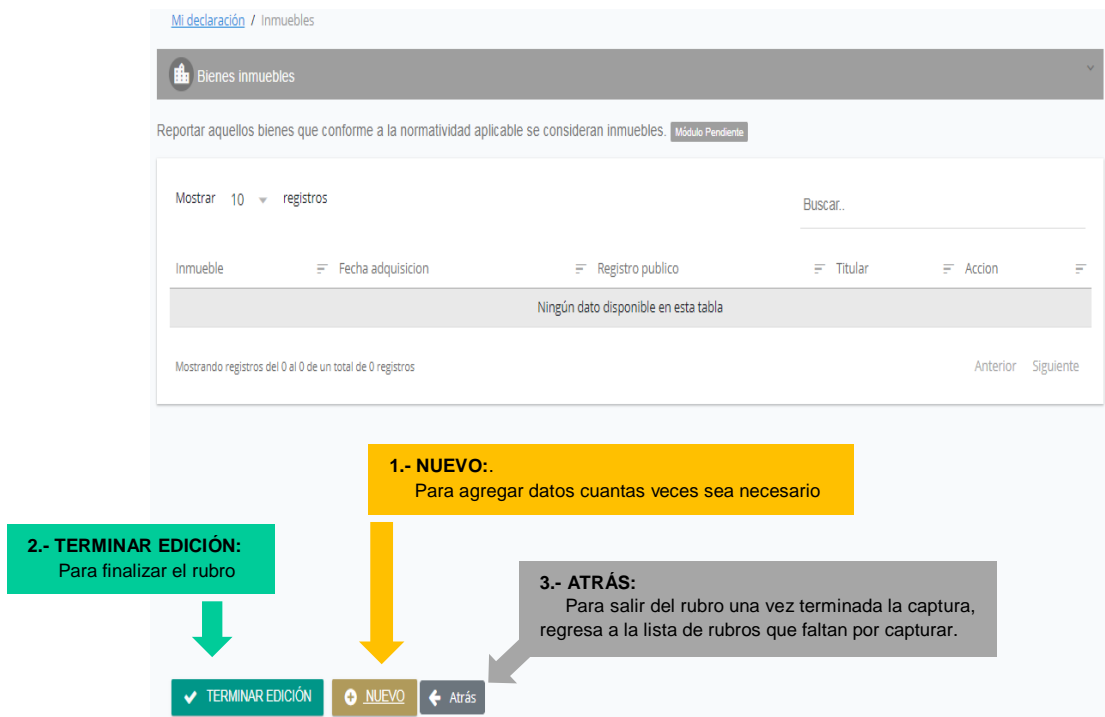 Mi declaración / Inmuebles
Bienes inmuebles
Reportar aquellos bienes que conforme a la normatividad aplicable se consideran inmuebles. Módulo Pendiente
Mostrar 10 registros
Buscar..
Inmueble Fecha adquisicion Registro publico Titular Accion
Ningún dato disponible en esta tabla
Mostrando registros del 0 al 0 de un total de 0 registros
Anterior Siguiente
1.- NUEVO:.
Para agregar datos cuantas veces sea necesario
2.- TERMINAR EDICIÓN:
Para finalizar el rubro
3.- ATRÁS:
Para salir del rubro una vez terminada la captura,
regresa a la lista de rubros que faltan por capturar.
TERMINAR EDICIÓN NUEVO Atrás